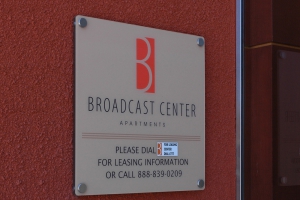 B
BROADCAST CENTER
APARTMENTS
PLEASE DIAL
FOR LEASING INFORMATION
OR CALL 888-839-0209